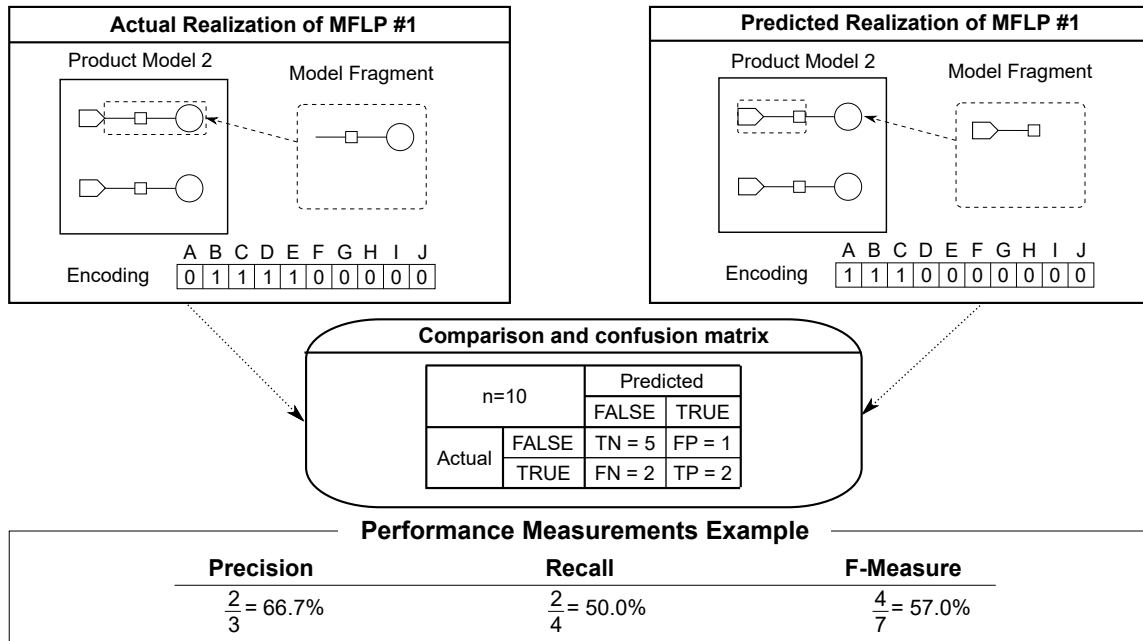 Actual Realization of MFLP #1
Product Model 2
Model Fragment
A B C D E F G H I J
Encoding 0 1 1 1 1 0 0 0 0 0
Predicted Realization of MFLP #1
Product Model 2
Model Fragment
A B C D E F G H I J
Encoding 1 1 1 0 0 0 0 0 0 0
Comparison and confusion matrix
n=10 Predicted
FALSE TRUE
Actual FALSE TN = 5 FP = 1
TRUE FN = 2 TP = 2
Performance Measurements Example
Precision Recall F-Measure
2/3 = 66.7% 2/4 = 50.0% 4/7 = 57.0%